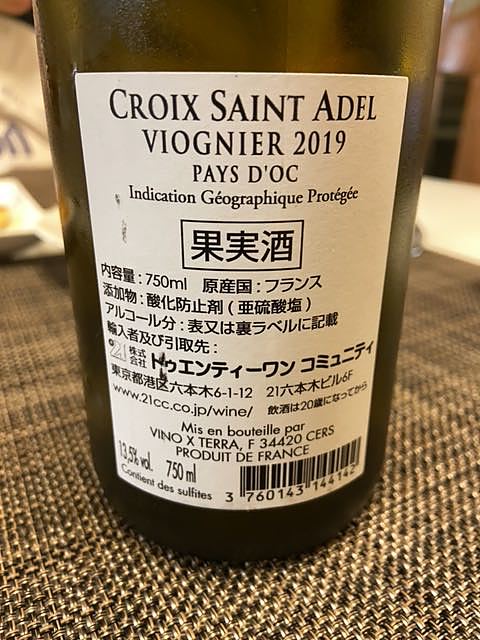 CROIX SAINT ADEL
VIOGNIER 2019
PAYS D'OC
Indication Géographique Protégée
果実酒
内容量：750ml 原産国：フランス
添加物：酸化防止剤（亜硫酸塩）
アルコール分：表又は裏ラベルに記載
輸入者及び引取先：
21 株式会社 トゥエンティーワン コミュニティ
東京都港区六本木6-1-12 21六本木ビル6F
www.21cc.co.jp/wine/ 飲酒は20歳になってから
Mis en bouteille par
VINO X TERRA, F 34420 CERS
PRODUIT DE FRANCE
13,5% vol. 750 ml
Contient des sulfites
3 760143 144142